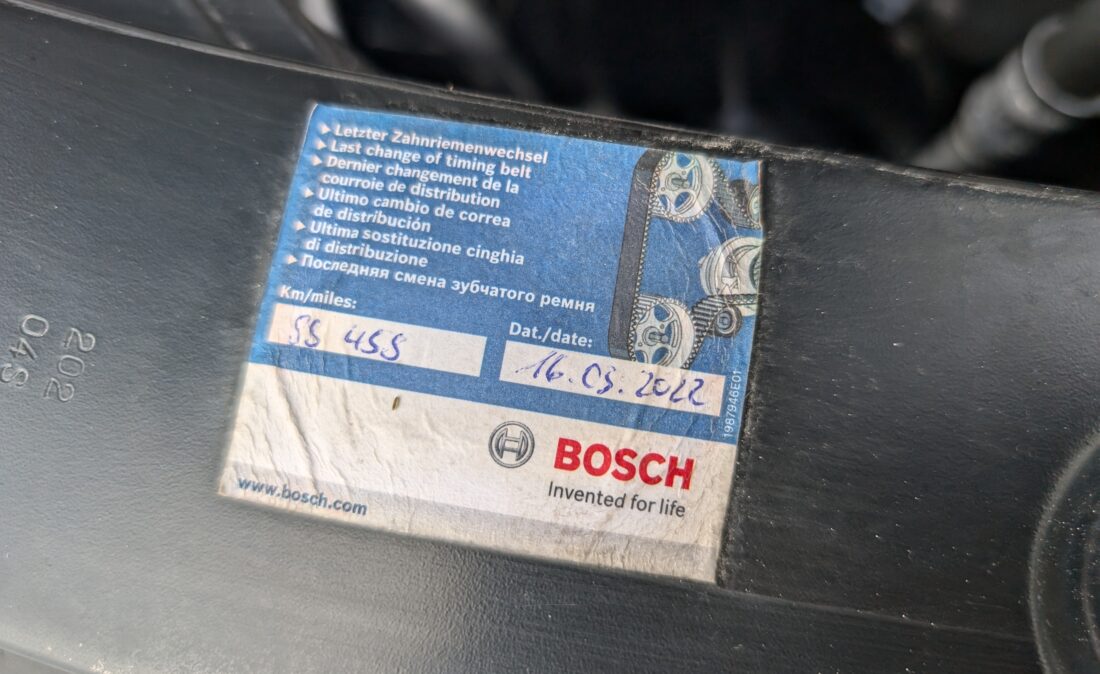 Letzter Zahnriemenwechsel
Last change of timing belt
Dernier changement de la
courroie de distribution
Ultimo cambio de correa
de distribución
Ultima sostituzione cinghia
di distribuzione
Последняя смена зубчатого ремня
Km/miles:
55 455
Dat./date:
16.03.2022
1987946E01
BOSCH
Invented for life
www.bosch.com
202
04S